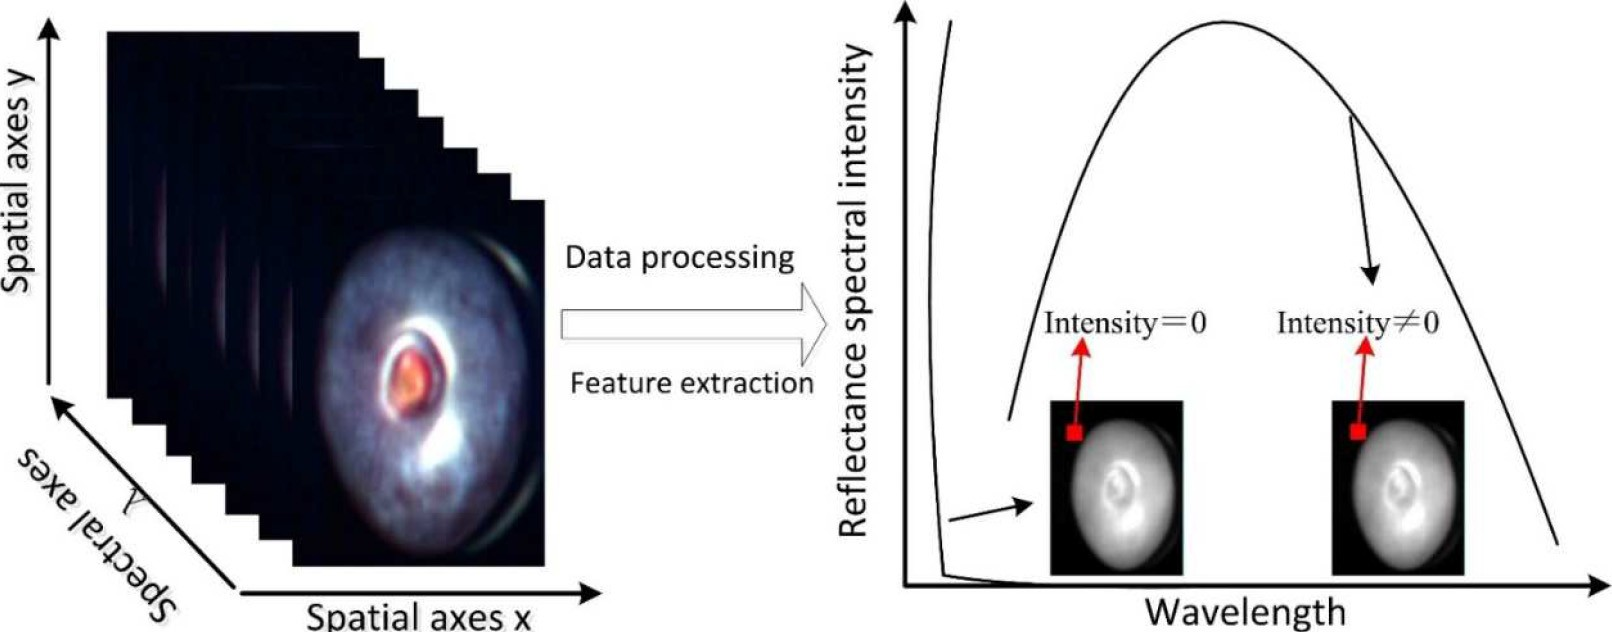 Spatial axes y
Spectral axes
λ
Spatial axes x
Data processing
Feature extraction
Reflectance spectral intensity
Intensity=0
Intensity≠0
Wavelength